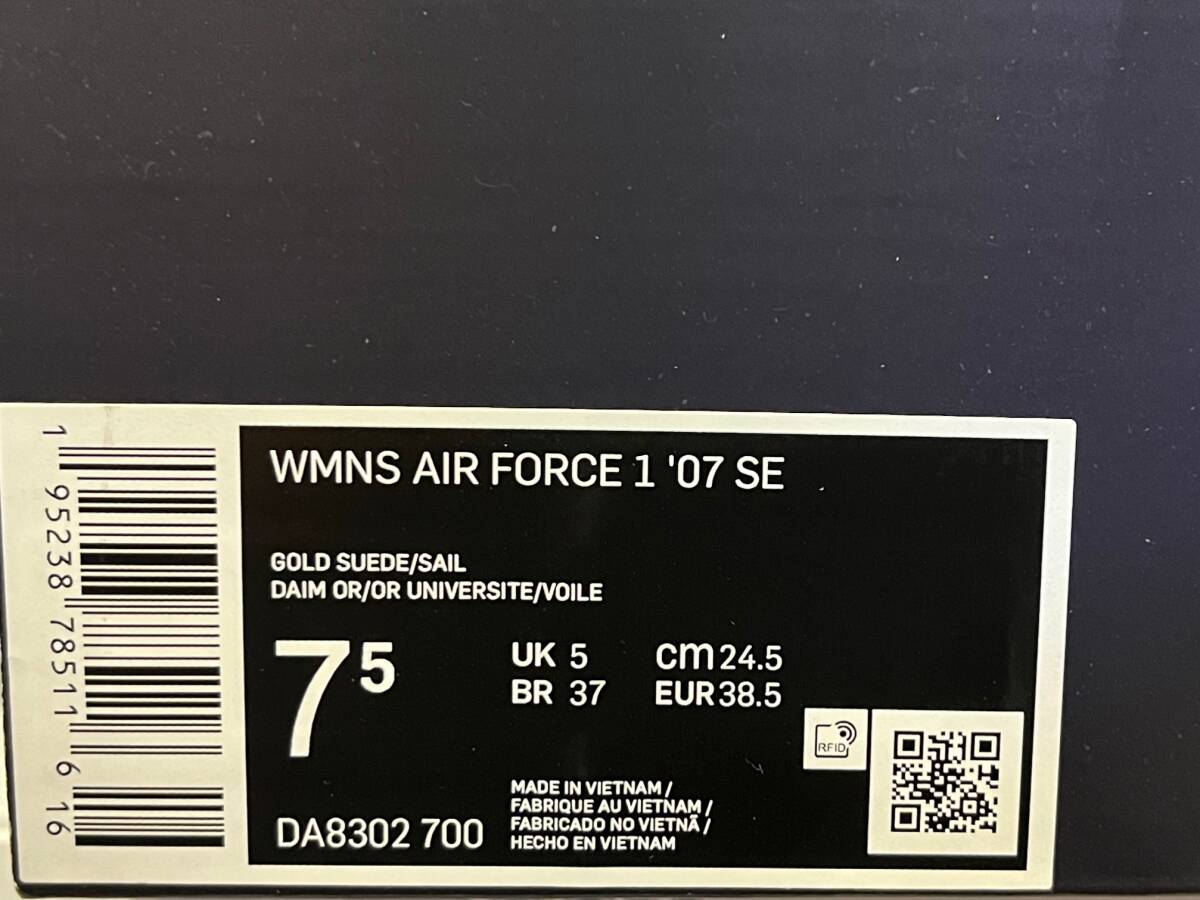 WMNS AIR FORCE 1 '07 SE
GOLD SUEDE/SAIL
DAIM OR/OR UNIVERSITE/VOILE
7 5
UK 5 cm 24.5
BR 37 EUR 38.5
RFID
DA8302 700
MADE IN VIETNAM /
FABRIQUE AU VIETNAM /
FABRICADO NO VIETNÃ /
HECHO EN VIETNAM
1 95238 78511 6 16